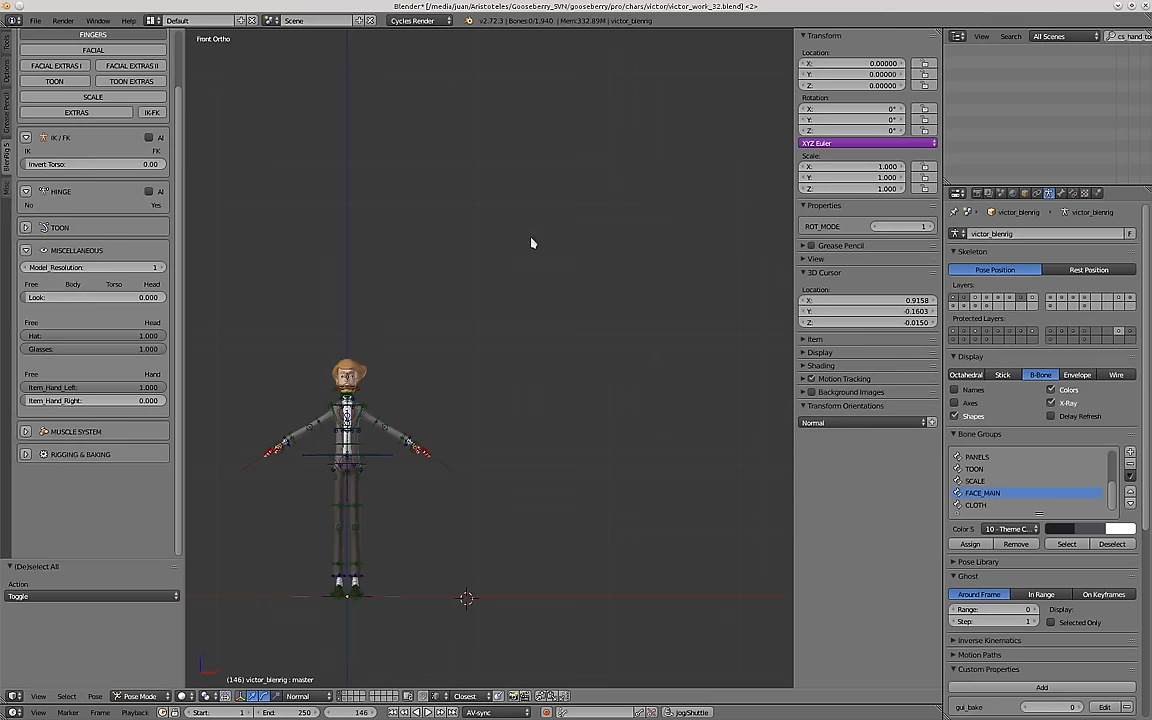 Blender* [/media/juan/Aristoteles/Gooseberry_SVN/gooseberry/pro/chars/victor/victor_work_32.blend] <2>
File Render Window Help Default Scene Cycles Render v2.72.3 | Bones:0/1,940 | Mem:332.89M | victor_blenrig
View Search All Scenes cs_hand_to
Tools
Options
Grease Pencil
BlenRig 5
Misc
FINGERS
FACIAL
FACIAL EXTRAS I FACIAL EXTRAS II
TOON TOON EXTRAS
SCALE
EXTRAS IK-FK
IK / FK Al
IK FK
Invert Torso: 0.00
HINGE Al
No Yes
TOON
MISCELLANEOUS
Model_Resolution: 1
Free Body Torso Head
Look: 0.000
Free Head
Hat: 1.000
Glasses: 1.000
Free Hand
Item_Hand_Left: 1.000
Item_Hand_Right: 0.000
MUSCLE SYSTEM
RIGGING & BAKING
(De)select All
Action
Toggle
Front Ortho
(146) victor_blenrig : master
Transform
Location:
X: 0.00000
Y: 0.00000
Z: 0.00000
Rotation:
X: 0°
Y: 0°
Z: 0°
XYZ Euler
Scale:
X: 1.000
Y: 1.000
Z: 1.000
Properties
ROT_MODE 1
Grease Pencil
View
3D Cursor
Location:
X: 0.9158
Y: -0.1603
Z: -0.0150
Item
Display
Shading
Motion Tracking
Background Images
Transform Orientations
Normal
victor_blenrig victor_blenrig
victor_blenrig F
Skeleton
Pose Position Rest Position
Layers:
Protected Layers:
Display
Octahedral Stick B-Bone Envelope Wire
Names Colors
Axes X-Ray
Shapes Delay Refresh
Bone Groups
PANELS
TOON
SCALE
FACE_MAIN
CLOTH
Color S 10 - Theme C...
Assign Remove Select Deselect
Pose Library
Ghost
Around Frame In Range On Keyframes
Range: 0 Display:
Step: 1 Selected Only
Inverse Kinematics
Motion Paths
Custom Properties
Add
gui_bake 0 Edit
View Select Pose Pose Mode Normal Closest
View Marker Frame Playback Start: 1 End: 250 146 AV-sync Jog/Shuttle